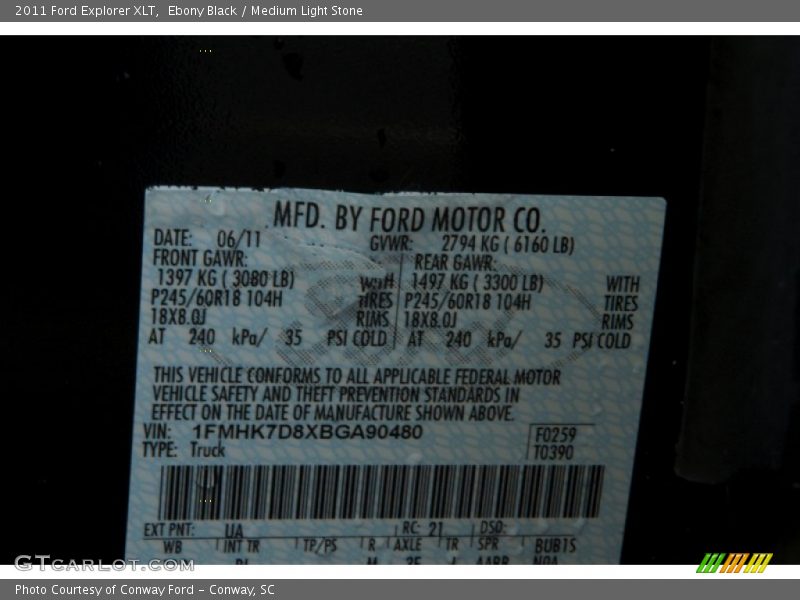 2011 Ford Explorer XLT, Ebony Black / Medium Light Stone
MFD. BY FORD MOTOR CO.
DATE: 06/11 GVWR: 2794 KG ( 6160 LB)
FRONT GAWR: REAR GAWR:
1397 KG ( 3080 LB) WITH 1497 KG ( 3300 LB) WITH
P245/60R18 104H TIRES P245/60R18 104H TIRES
18X8.0J RIMS 18X8.0J RIMS
AT 240 kPa/ 35 PSI COLD AT 240 kPa/ 35 PSI COLD
THIS VEHICLE CONFORMS TO ALL APPLICABLE FEDERAL MOTOR
VEHICLE SAFETY AND THEFT PREVENTION STANDARDS IN
EFFECT ON THE DATE OF MANUFACTURE SHOWN ABOVE.
VIN: 1FMHK7D8XBGA90480 F0259
TYPE: Truck T0390
EXT PNT: UA RC: 21 DSO:
WB INT TR TP/PS R AXLE TR SPR BUB1S
GTcarlot.com
Photo Courtesy of Conway Ford - Conway, SC